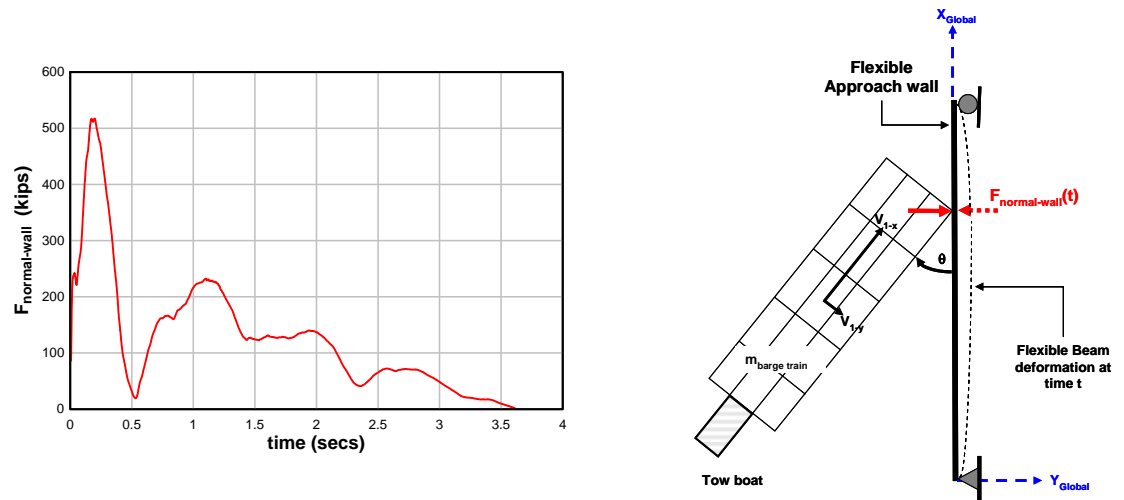 600
500
400
300
200
100
0
F normal-wall (kips)
0 0.5 1 1.5 2 2.5 3 3.5 4
time (secs)
X Global
Flexible
Approach wall
F normal-wall (t)
V 1-x
θ
V 1-y
m barge train
Flexible Beam
deformation at
time t
Tow boat
Y Global